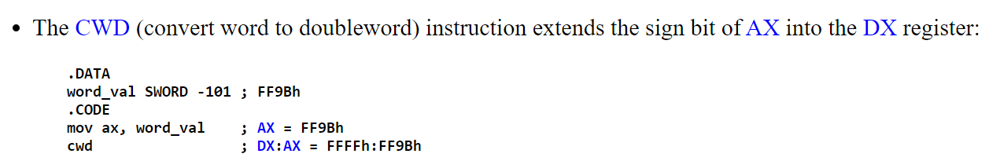 • The CWD (convert word to doubleword) instruction extends the sign bit of AX into the DX register:
.DATA
word_val SWORD -101 ; FF9Bh
.CODE
mov ax, word_val    ; AX = FF9Bh
cwd                 ; DX:AX = FFFFh:FF9Bh